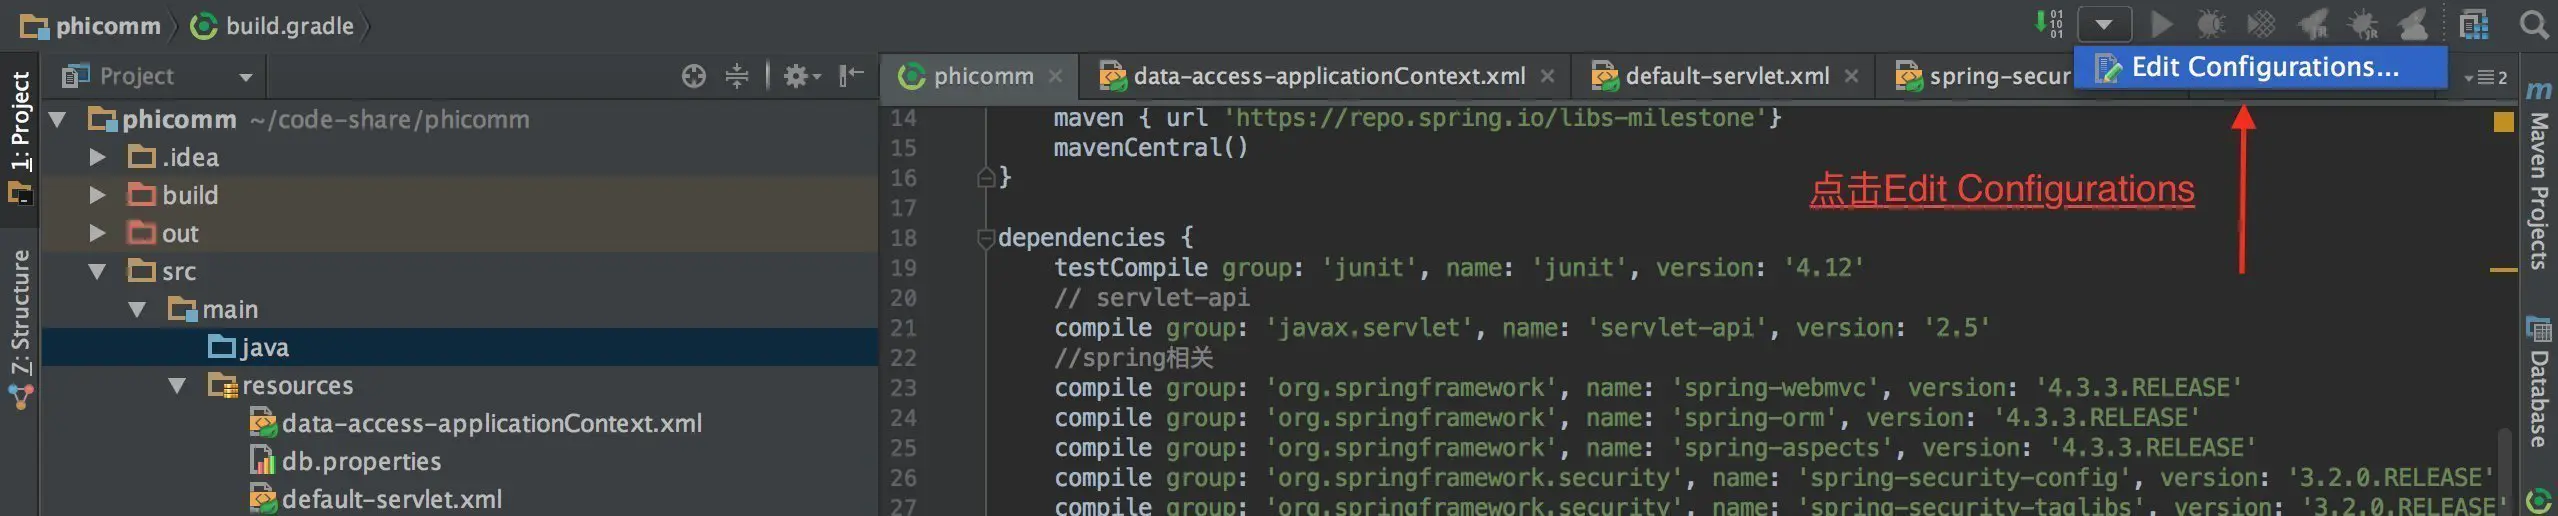 phicomm build.gradle
01
10
01
1: Project
Z: Structure
Project
phicomm ~/code-share/phicomm
.idea
build
out
src
main
java
resources
data-access-applicationContext.xml
db.properties
default-servlet.xml
phicomm data-access-applicationContext.xml default-servlet.xml spring-secur
Edit Configurations...
2
点击Edit Configurations
14 maven { url 'https://repo.spring.io/libs-milestone'}
15 mavenCentral()
16 }
17
18 dependencies {
19 testCompile group: 'junit', name: 'junit', version: '4.12'
20 // servlet-api
21 compile group: 'javax.servlet', name: 'servlet-api', version: '2.5'
22 //spring相关
23 compile group: 'org.springframework', name: 'spring-webmvc', version: '4.3.3.RELEASE'
24 compile group: 'org.springframework', name: 'spring-orm', version: '4.3.3.RELEASE'
25 compile group: 'org.springframework', name: 'spring-aspects', version: '4.3.3.RELEASE'
26 compile group: 'org.springframework.security', name: 'spring-security-config', version: '3.2.0.RELEASE'
27 compile group: 'org.springframework.security', name: 'spring-security-taglibs', version: '3.2.0.RELEASE'
m Maven Projects
Database